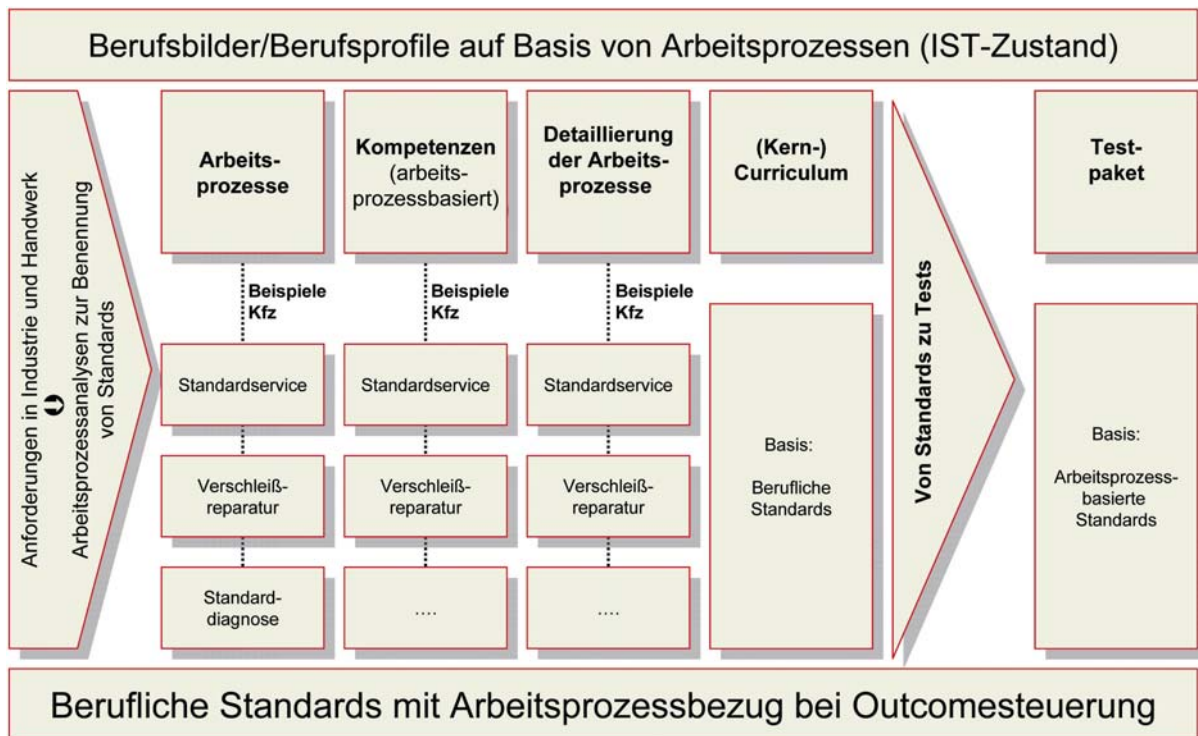 Berufsbilder/Berufsprofile auf Basis von Arbeitsprozessen (IST-Zustand)
Anforderungen in Industrie und Handwerk
Arbeitsprozessanalysen zur Benennung
von Standards
Arbeits-
prozesse
Beispiele
Kfz
Standardservice
Verschleiß-
reparatur
Standard-
diagnose
Kompetenzen
(arbeits-
prozessbasiert)
Beispiele
Kfz
Standardservice
Verschleiß-
reparatur
....
Detaillierung
der Arbeits-
prozesse
Beispiele
Kfz
Standardservice
Verschleiß-
reparatur
....
(Kern-)
Curriculum
Basis:
Berufliche
Standards
Von Standards zu Tests
Test-
paket
Basis:
Arbeitsprozess-
basierte
Standards
Berufliche Standards mit Arbeitsprozessbezug bei Outcomesteuerung